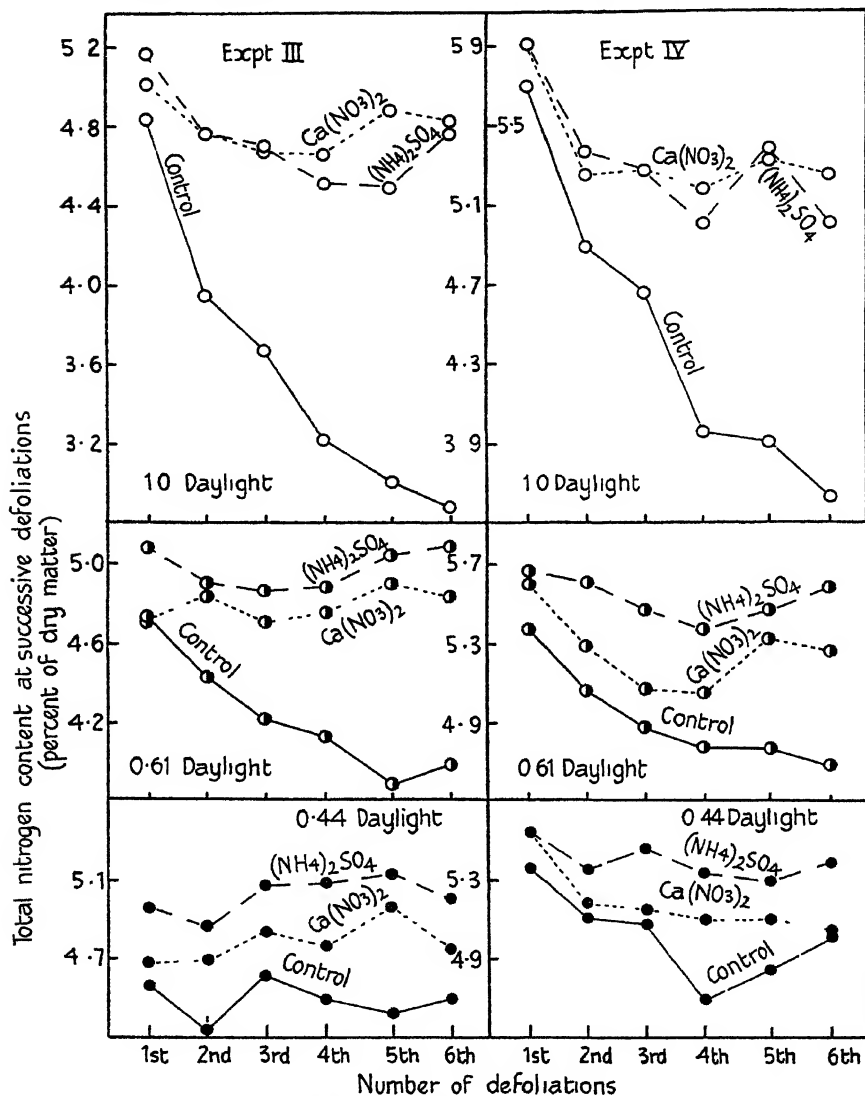 Total nitrogen content at successive defoliations
(percent of dry matter)
Expt III
5·2
4·8
4·4
4·0
3·6
3·2
Ca(NO3)2
(NH4)2SO4
Control
1 0 Daylight
Expt IV
5·9
5·5
5·1
4·7
4·3
3·9
Ca(NO3)2
(NH4)2SO4
Control
1 0 Daylight
5·0
4·6
4·2
(NH4)2SO4
Ca(NO3)2
Control
0·61 Daylight
5·7
5·3
4·9
(NH4)2SO4
Ca(NO3)2
Control
0 61 Daylight
0·44 Daylight
5·1
4·7
(NH4)2SO4
Ca(NO3)2
Control
0 44 Daylight
5·3
4·9
(NH4)2SO4
Ca(NO3)2
Control
1st 2nd 3rd 4th 5th 6th
1st 2nd 3rd 4th 5th 6th
Number of defoliations